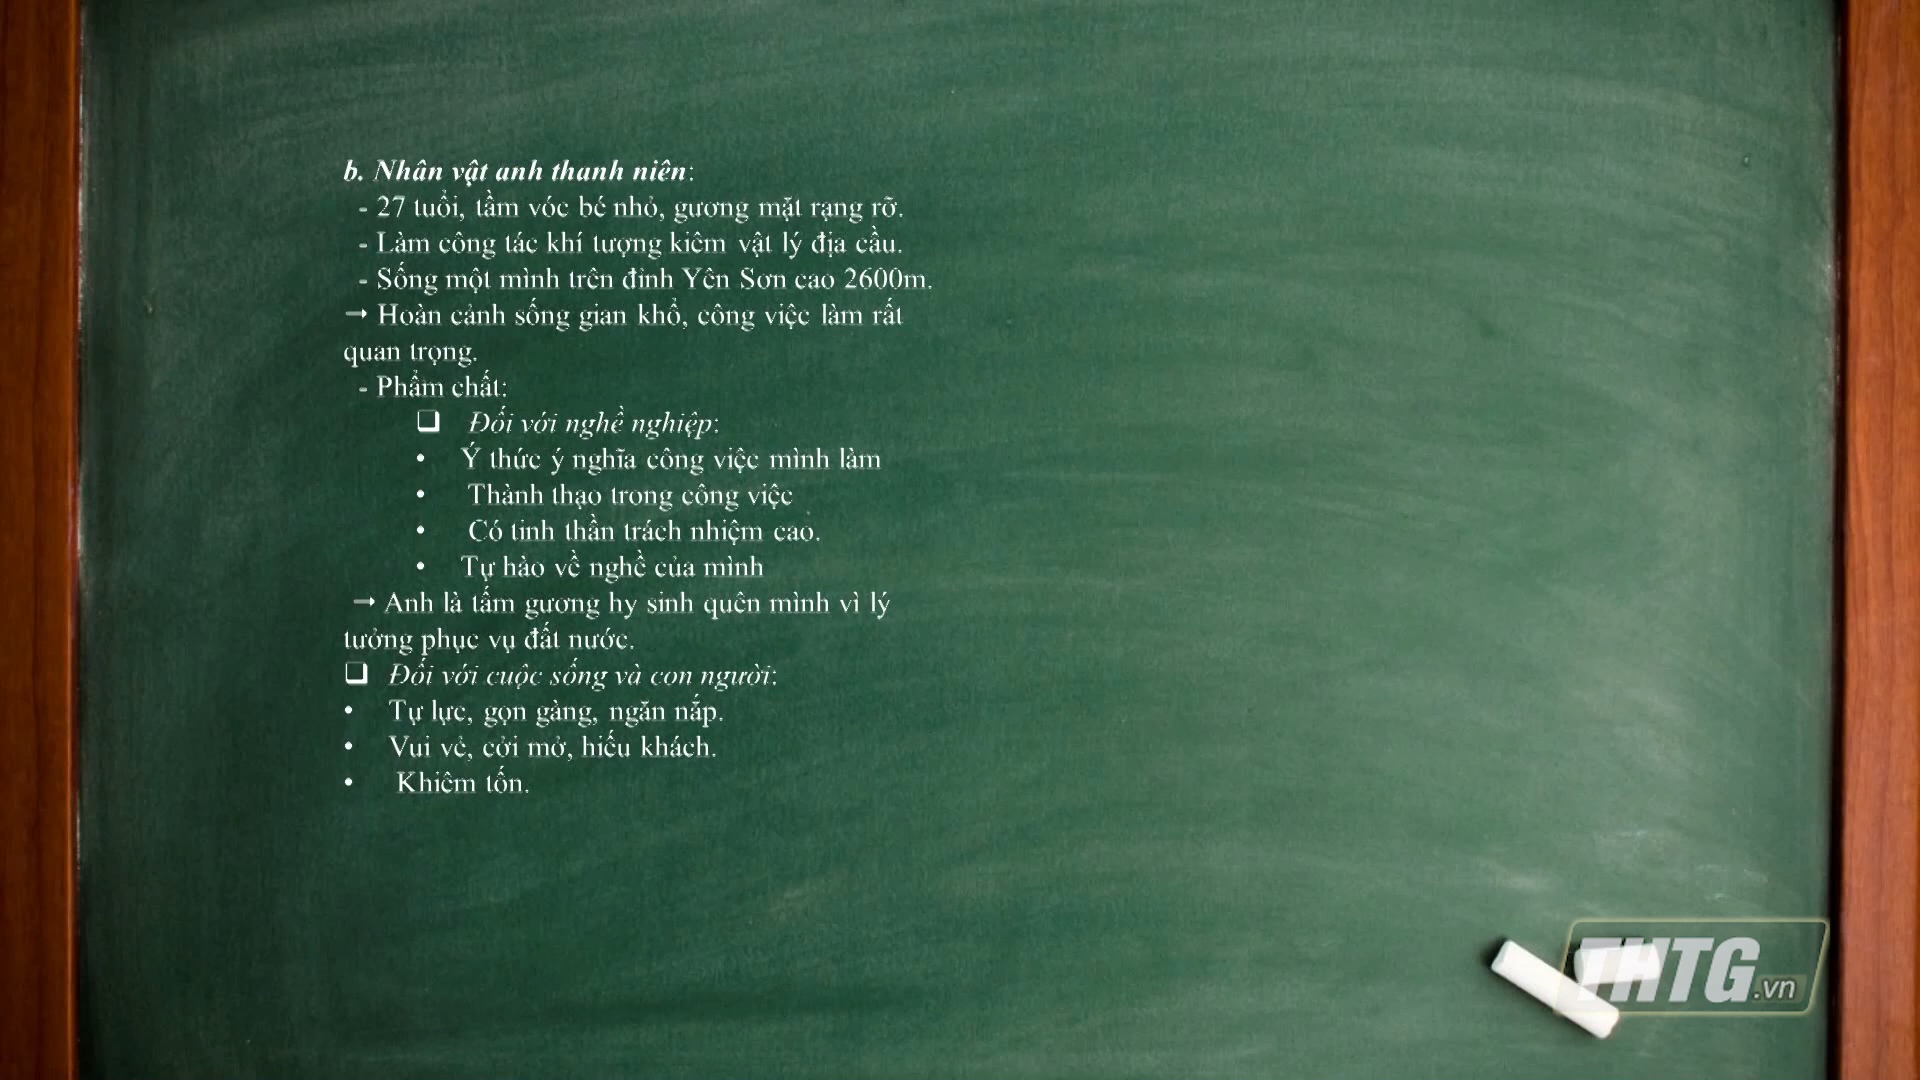 b. Nhân vật anh thanh niên:
- 27 tuổi, tầm vóc bé nhỏ, gương mặt rạng rỡ.
- Làm công tác khí tượng kiêm vật lý địa cầu.
- Sống một mình trên đỉnh Yên Sơn cao 2600m.
→ Hoàn cảnh sống gian khổ, công việc làm rất
quan trọng.
- Phẩm chất:
❑ Đối với nghề nghiệp:
• Ý thức ý nghĩa công việc mình làm
• Thành thạo trong công việc
• Có tinh thần trách nhiệm cao.
• Tự hào về nghề của mình
→ Anh là tấm gương hy sinh quên mình vì lý
tưởng phục vụ đất nước.
❑ Đối với cuộc sống và con người:
• Tự lực, gọn gàng, ngăn nắp.
• Vui vẻ, cởi mở, hiếu khách.
• Khiêm tốn.
THTG.vn